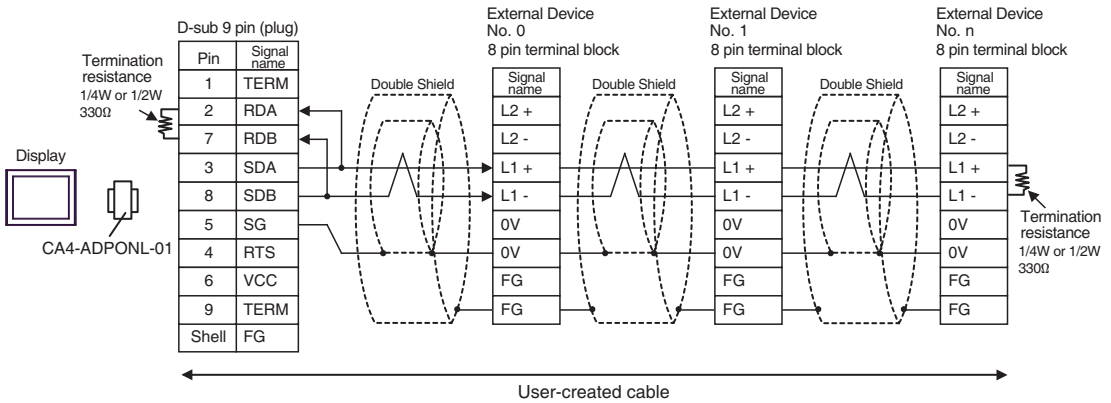 External Device
No. 0
8 pin terminal block
External Device
No. 1
8 pin terminal block
External Device
No. n
8 pin terminal block
D-sub 9 pin (plug)
Termination
resistance
1/4W or 1/2W
330Ω
Pin Signal name
1 TERM
2 RDA
7 RDB
3 SDA
8 SDB
5 SG
4 RTS
6 VCC
9 TERM
Shell FG
Display
CA4-ADPONL-01
Double Shield
Signal name
L2 +
L2 -
L1 +
L1 -
0V
0V
FG
FG
Double Shield
Signal name
L2 +
L2 -
L1 +
L1 -
0V
0V
FG
FG
Double Shield
Signal name
L2 +
L2 -
L1 +
L1 -
0V
0V
FG
FG
Termination
resistance
1/4W or 1/2W
330Ω
User-created cable